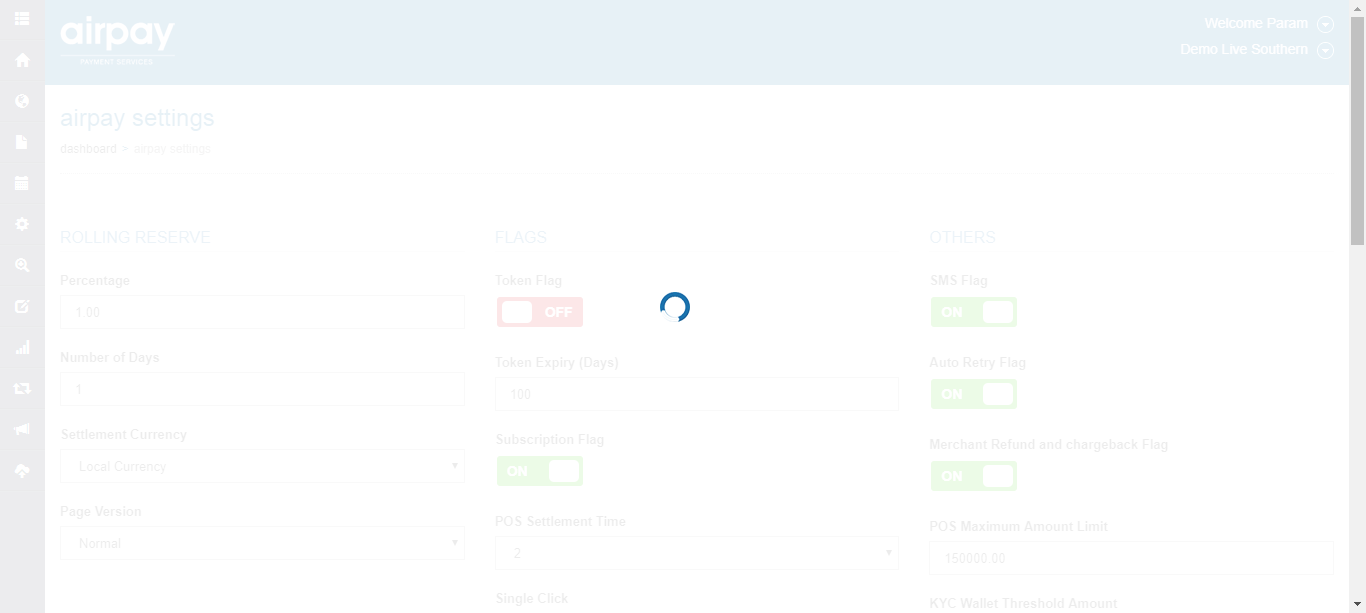 airpay
PAYMENT SERVICES
Welcome Param
Demo Live Southern
airpay settings
dashboard > airpay settings
ROLLING RESERVE
Percentage
1.00
Number of Days
1
Settlement Currency
Local Currency
Page Version
Normal
FLAGS
Token Flag
OFF
Token Expiry (Days)
100
Subscription Flag
ON
POS Settlement Time
2
Single Click
OTHERS
SMS Flag
ON
Auto Retry Flag
ON
Merchant Refund and chargeback Flag
ON
POS Maximum Amount Limit
150000.00
KYC Wallet Threshold Amount